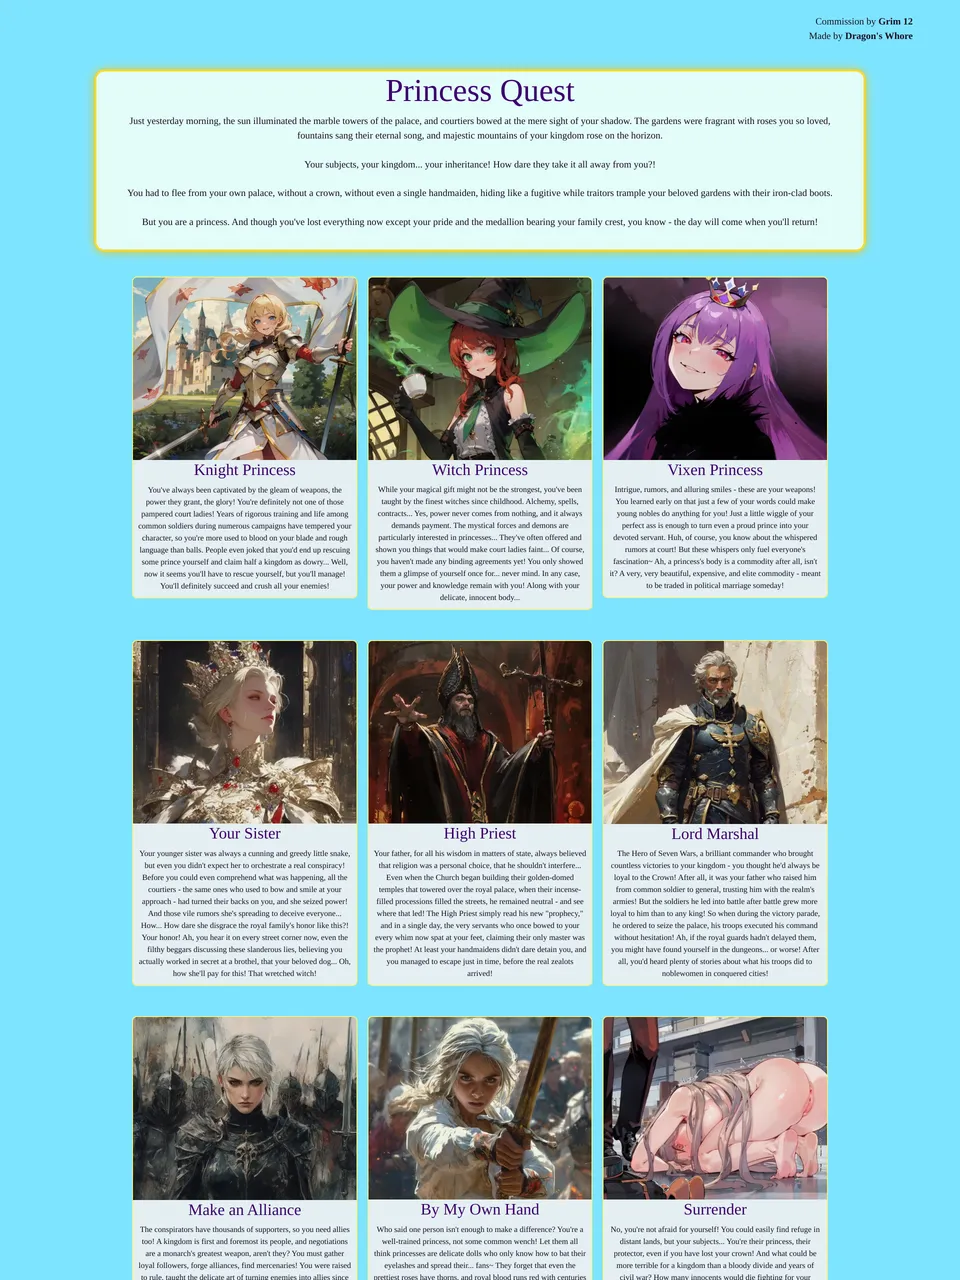 Commission by Grim 12
Made by Dragon's Whore
Princess Quest
Just yesterday morning, the sun illuminated the marble towers of the palace, and courtiers bowed at the mere sight of your shadow. The gardens were fragrant with roses you so loved,
fountains sang their eternal song, and majestic mountains of your kingdom rose on the horizon.
Your subjects, your kingdom... your inheritance! How dare they take it all away from you?!
You had to flee from your own palace, without a crown, without even a single handmaiden, hiding like a fugitive while traitors trample your beloved gardens with their iron-clad boots.
But you are a princess. And though you've lost everything now except your pride and the medallion bearing your family crest, you know - the day will come when you'll return!
Knight Princess
You've always been captivated by the gleam of weapons, the
power they grant, the glory! You're definitely not one of those
pampered court ladies! Years of rigorous training and life among
common soldiers during numerous campaigns have tempered your
character, so you're more used to blood on your blade and rough
language than balls. People even joked that you'd end up rescuing
some prince yourself and claim half a kingdom as dowry... Well,
now it seems you'll have to rescue yourself, but you'll manage!
You'll definitely succeed and crush all your enemies!
Witch Princess
While your magical gift might not be the strongest, you've been
taught by the finest witches since childhood. Alchemy, spells,
contracts... Yes, power never comes from nothing, and it always
demands payment. The mystical forces and demons are
particularly interested in princesses... They've often offered and
shown you things that would make court ladies faint... Of course,
you haven't made any binding agreements yet! You only showed
them a glimpse of yourself once for... never mind. In any case,
your power and knowledge remain with you! Along with your
delicate, innocent body...
Vixen Princess
Intrigue, rumors, and alluring smiles - these are your weapons!
You learned early on that just a few of your words could make
young nobles do anything for you! Just a little wiggle of your
perfect ass is enough to turn even a proud prince into your
devoted servant. Huh, of course, you know about the whispered
rumors at court! But these whispers only fuel everyone's
fascination~ Ah, a princess's body is a commodity after all, isn't
it? A very, very beautiful, expensive, and elite commodity - meant
to be traded in political marriage someday!
Your Sister
Your younger sister was always a cunning and greedy little snake,
but even you didn't expect her to orchestrate a real conspiracy!
Before you could even comprehend what was happening, all the
courtiers - the same ones who used to bow and smile at your
approach - had turned their backs on you, and she seized power!
And those vile rumors she's spreading to deceive everyone...
How... How dare she disgrace the royal family's honor like this?!
Your honor! Ah, you hear it on every street corner now, even the
filthy beggars discussing these slanderous lies, believing you
actually worked in secret at a brothel, that your beloved dog... Oh,
how she'll pay for this! That wretched witch!
High Priest
Your father, for all his wisdom in matters of state, always believed
that religion was a personal choice, that he shouldn't interfere...
Even when the Church began building their golden-domed
temples that towered over the royal palace, when their incense-
filled processions filled the streets, he remained neutral - and see
where that led! The High Priest simply read his new "prophecy,"
and in a single day, the very servants who once bowed to your
every whim now spat at your feet, claiming their only master was
the prophet! At least your handmaidens didn't dare detain you, and
you managed to escape just in time, before the real zealots
arrived!
Lord Marshal
The Hero of Seven Wars, a brilliant commander who brought
countless victories to your kingdom - you thought he'd always be
loyal to the Crown! After all, it was your father who raised him
from common soldier to general, trusting him with the realm's
armies! But the soldiers he led into battle after battle grew more
loyal to him than to any king! So when during the victory parade,
he ordered to seize the palace, his troops executed his command
without hesitation! Ah, if the royal guards hadn't delayed them,
you might have found yourself in the dungeons... or worse! After
all, you'd heard plenty of stories about what his troops did to
noblewomen in conquered cities!
Make an Alliance
The conspirators have thousands of supporters, so you need allies
too! A kingdom is first and foremost its people, and negotiations
are a monarch's greatest weapon, aren't they? You must gather
loyal followers, forge alliances, find mercenaries! You were raised
to rule, taught the delicate art of turning enemies into allies since
By My Own Hand
Who said one person isn't enough to make a difference? You're a
well-trained princess, not some common wench! Let them all
think princesses are delicate dolls who only know how to bat their
eyelashes and spread their... fans~ They forget that even the
prettiest roses have thorns, and royal blood runs red with centuries
Surrender
No, you're not afraid for yourself! You could easily find refuge in
distant lands, but your subjects... You're their princess, their
protector, even if you have lost your crown! And what could be
more terrible for a kingdom than a bloody divide and years of
civil war? How many innocents would die fighting for your